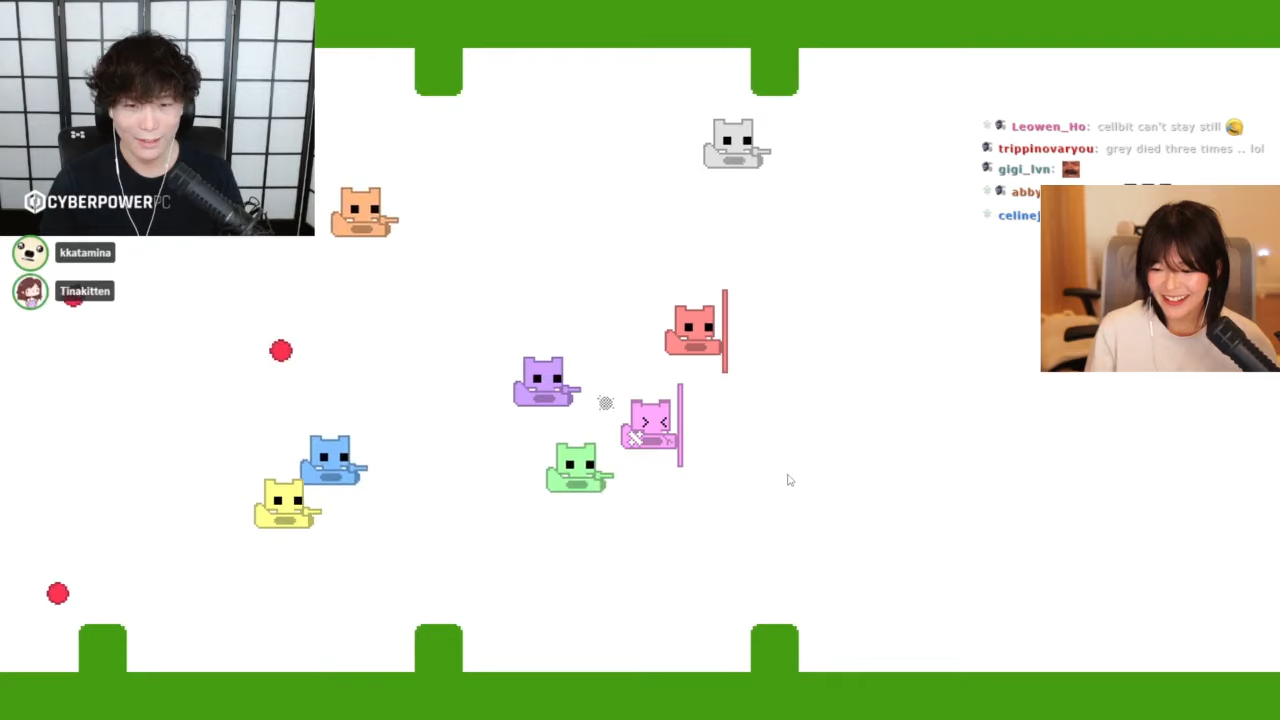 CYBERPOWERPC
kkatamina
Tinakitten
Leowen_Ho: cellbit can't stay still
trippinovaryou: grey died three times .. lol
gigi_lvn:
abby
celinej